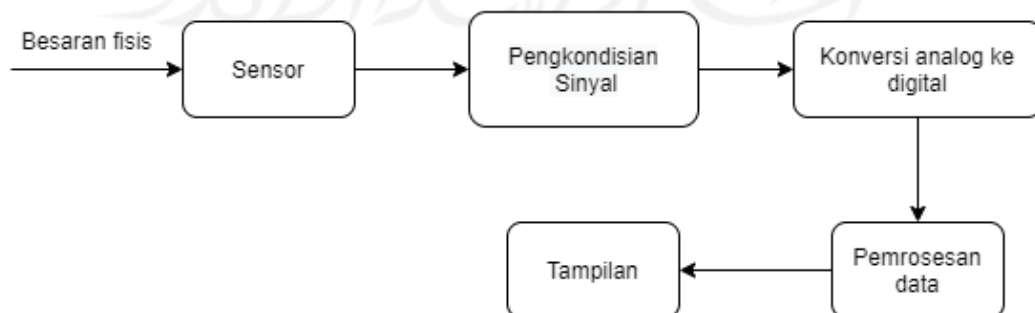 Besaran fisis
Sensor
Pengkondisian
Sinyal
Konversi analog ke
digital
Pemrosesan
data
Tampilan